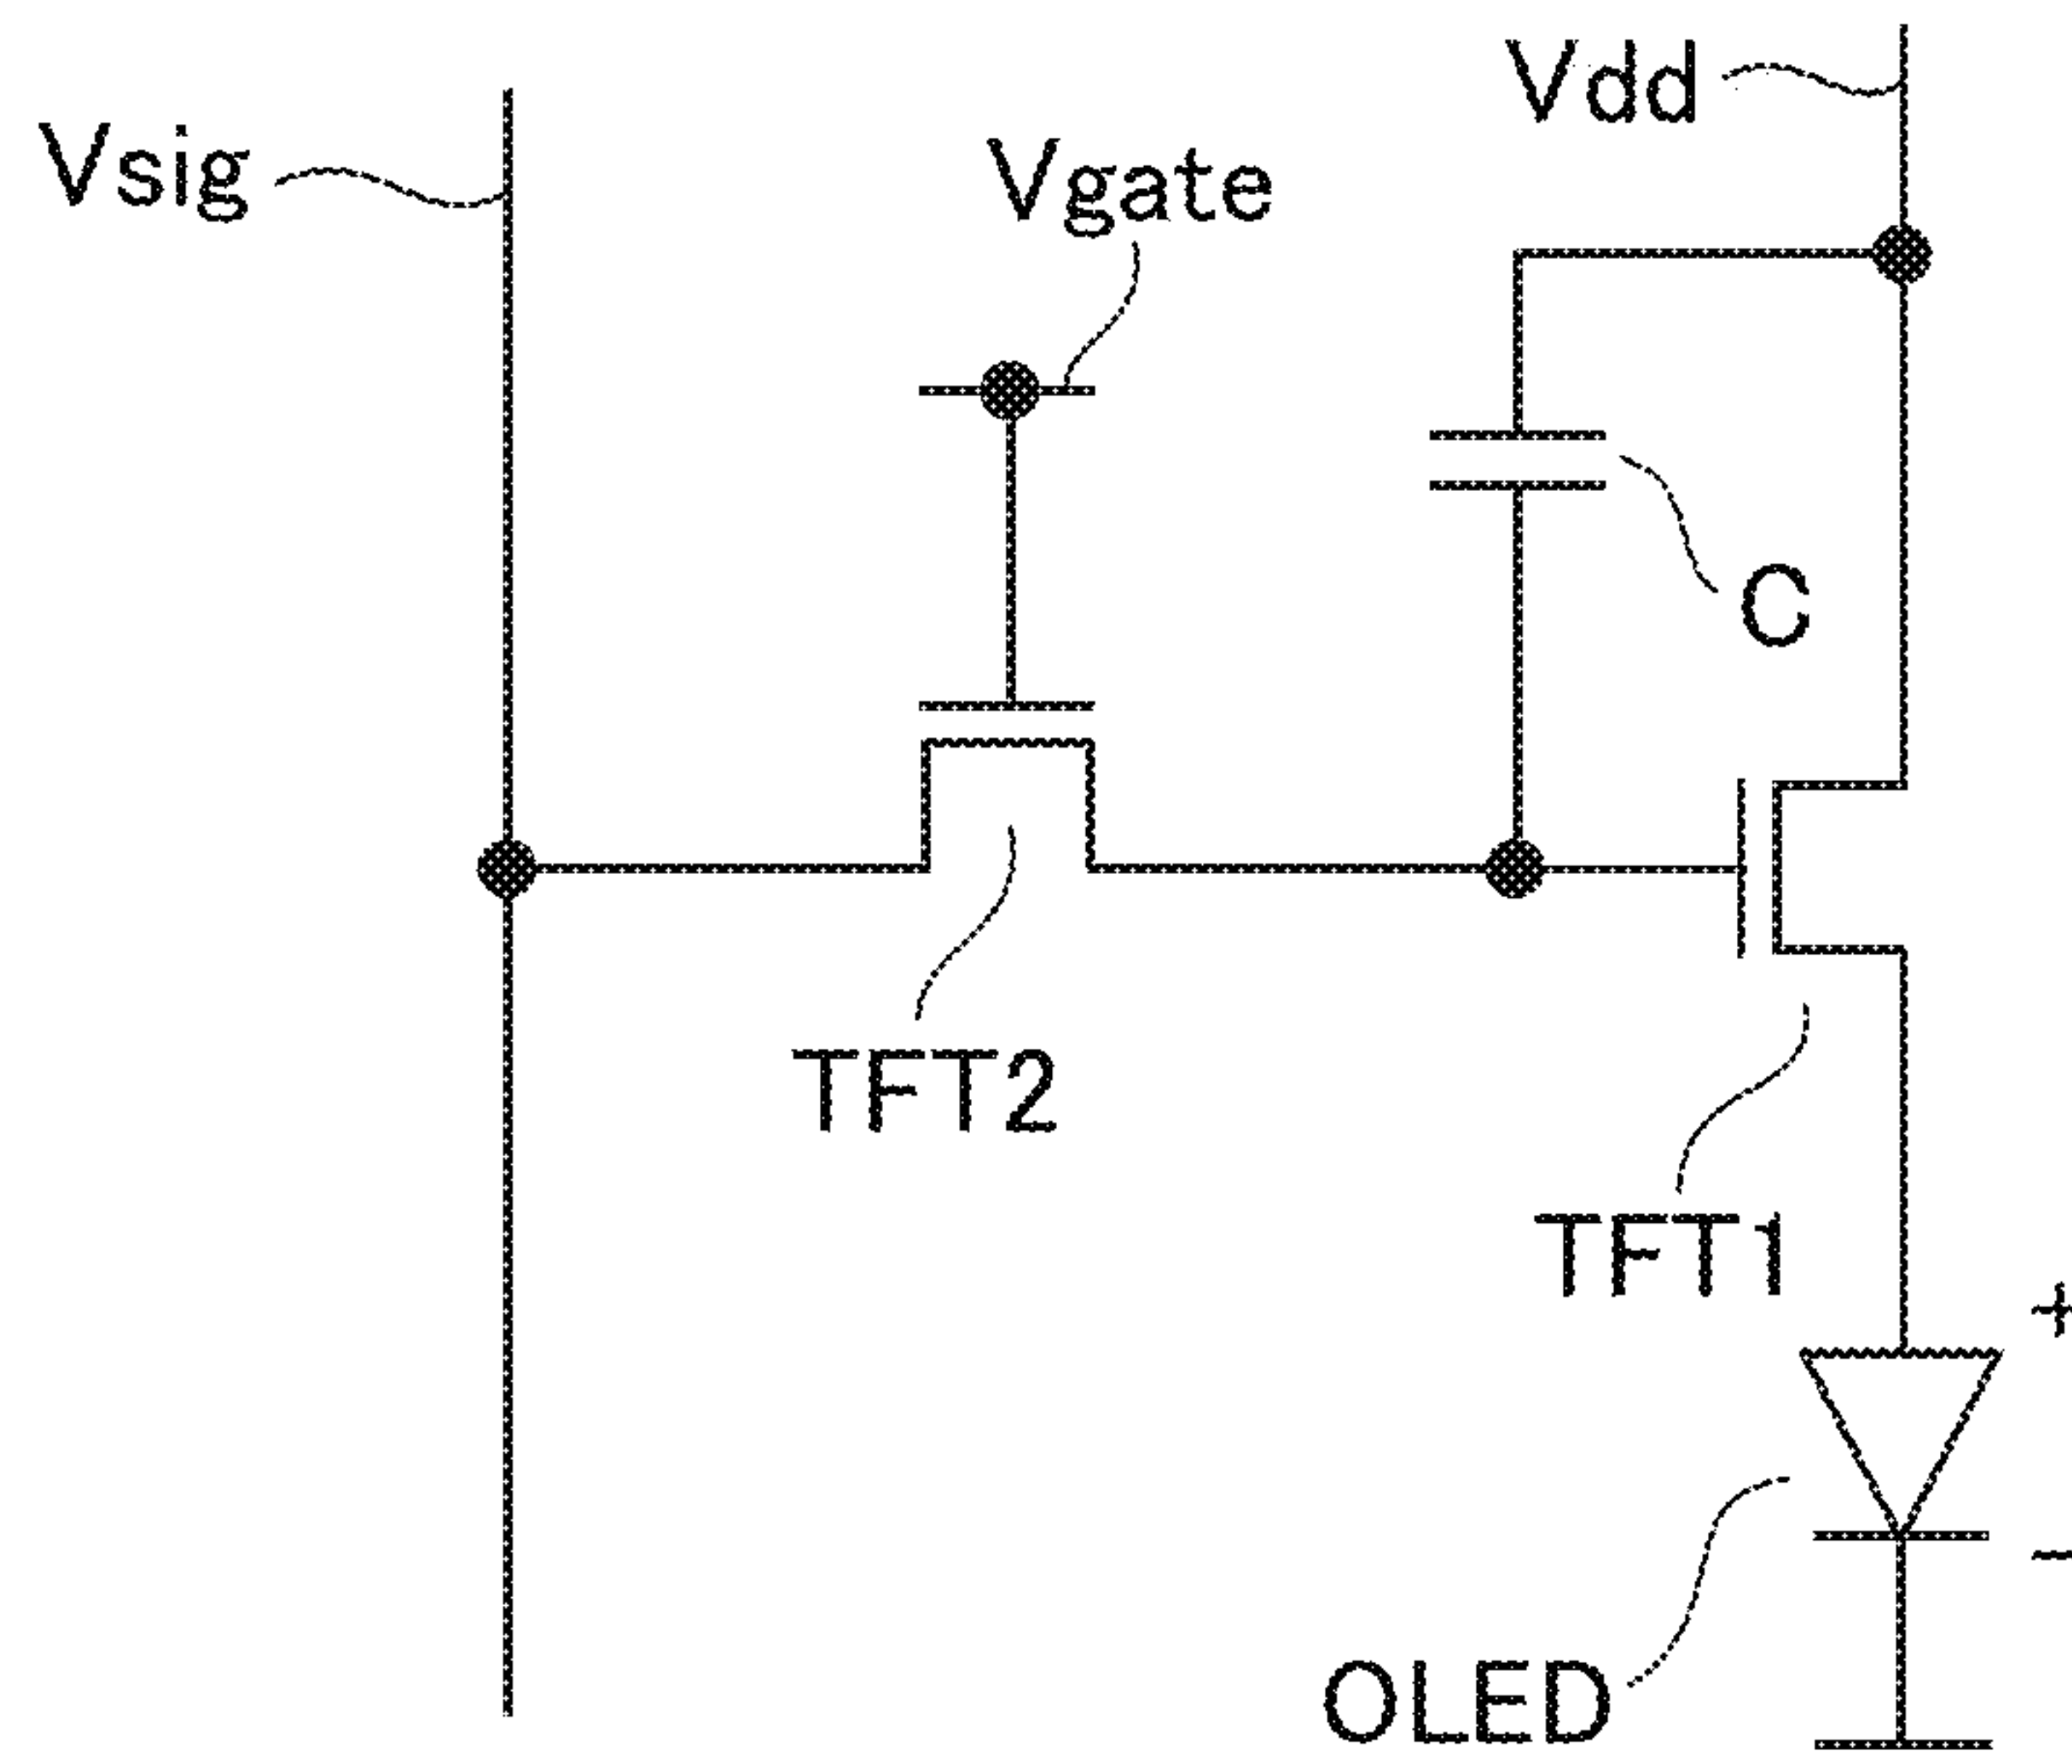 Vdd
Vsig
Vgate
C
TFT2
TFT1
+
OLED
−